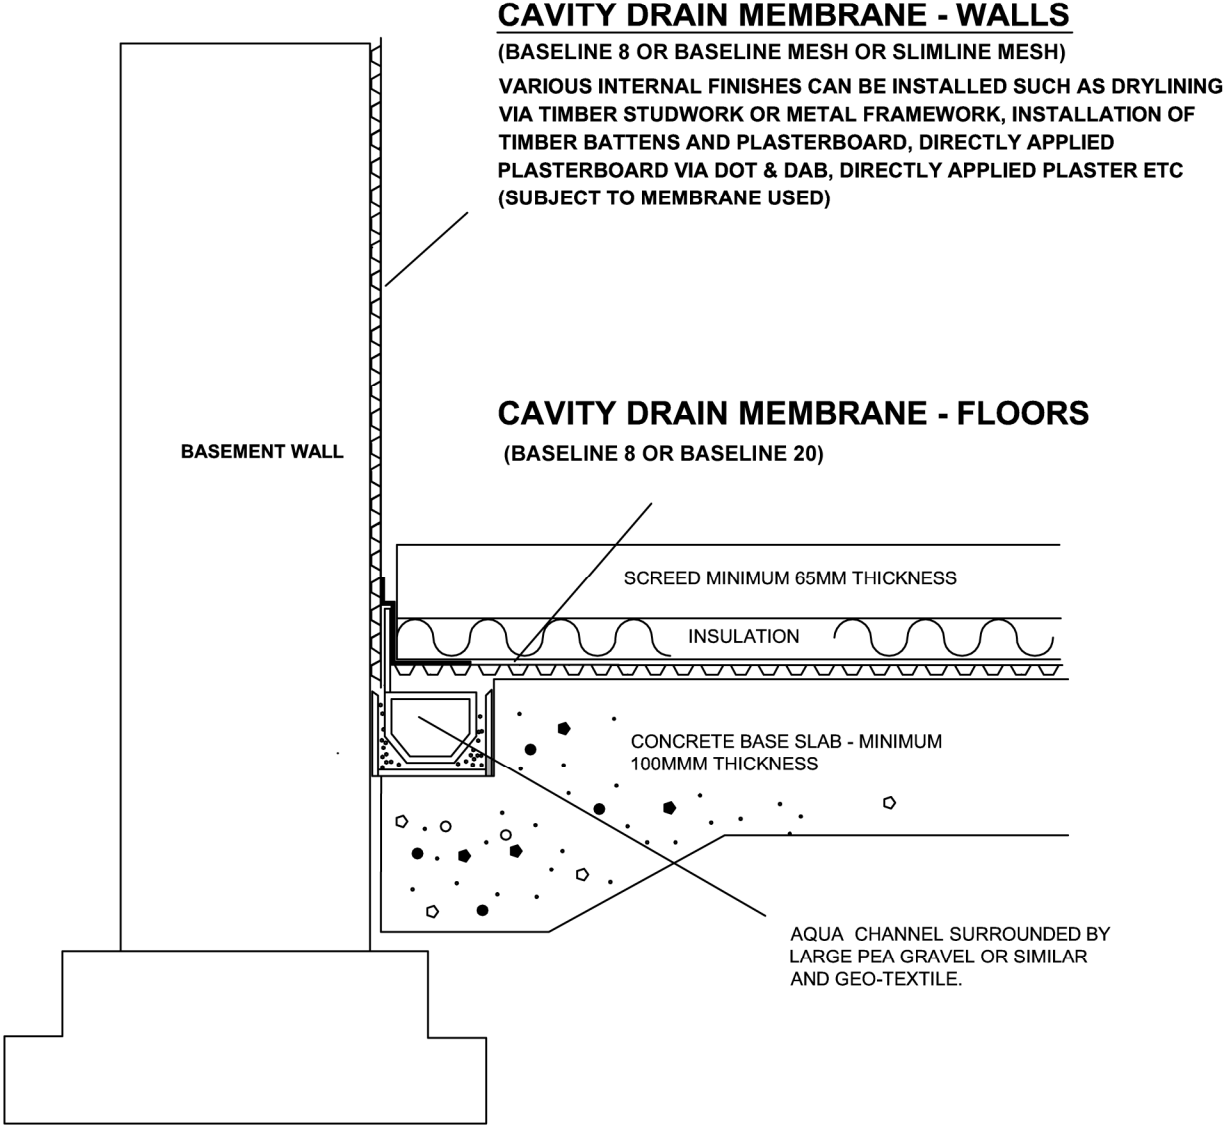 CAVITY DRAIN MEMBRANE - WALLS
(BASELINE 8 OR BASELINE MESH OR SLIMLINE MESH)
VARIOUS INTERNAL FINISHES CAN BE INSTALLED SUCH AS DRYLINING
VIA TIMBER STUDWORK OR METAL FRAMEWORK, INSTALLATION OF
TIMBER BATTENS AND PLASTERBOARD, DIRECTLY APPLIED
PLASTERBOARD VIA DOT & DAB, DIRECTLY APPLIED PLASTER ETC
(SUBJECT TO MEMBRANE USED)
CAVITY DRAIN MEMBRANE - FLOORS
(BASELINE 8 OR BASELINE 20)
BASEMENT WALL
SCREED MINIMUM 65MM THICKNESS
INSULATION
CONCRETE BASE SLAB - MINIMUM
100MMM THICKNESS
AQUA CHANNEL SURROUNDED BY
LARGE PEA GRAVEL OR SIMILAR
AND GEO-TEXTILE.